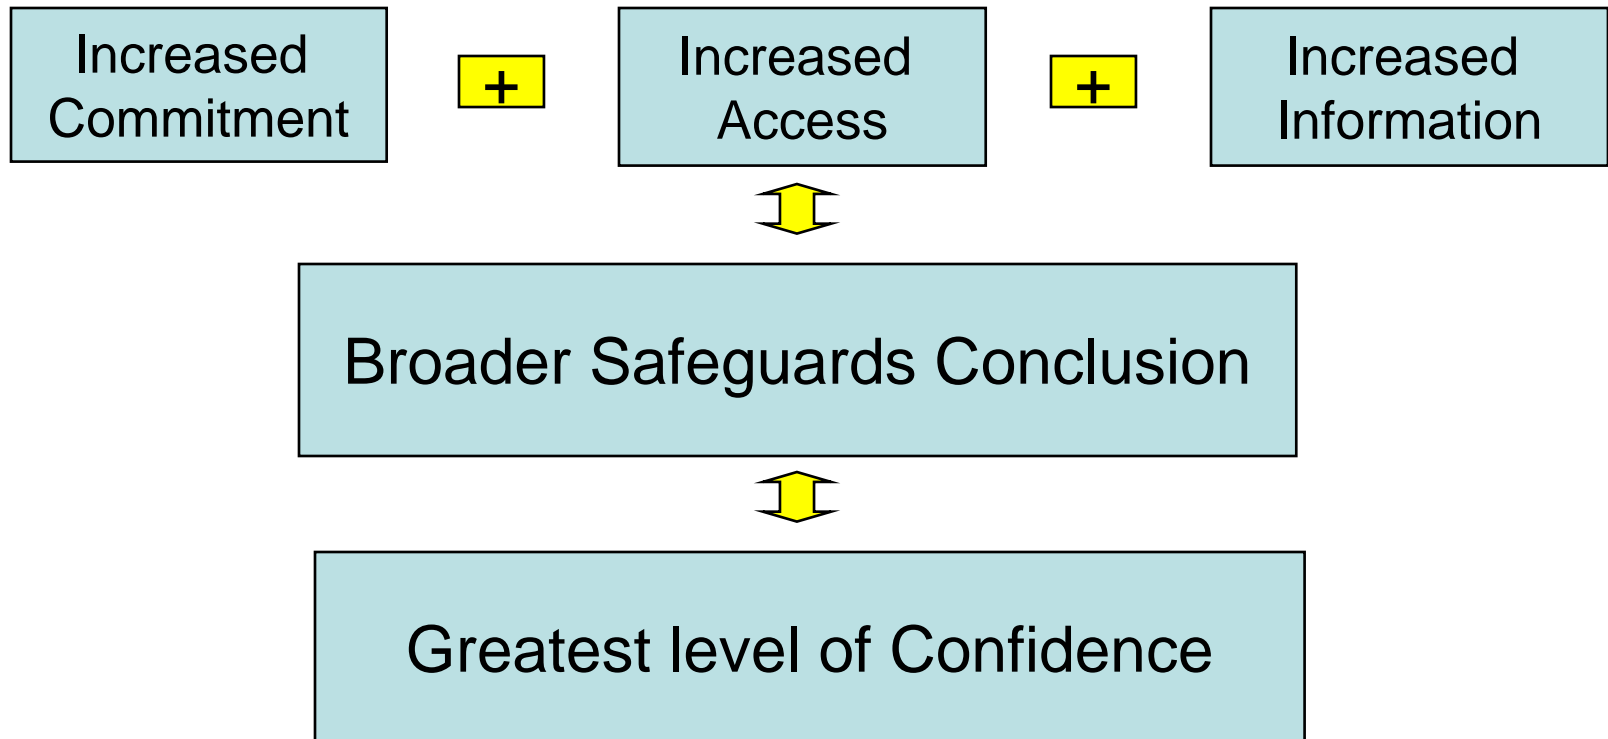 Increased
Commitment
+
Increased
Access
+
Increased
Information
Broader Safeguards Conclusion
Greatest level of Confidence